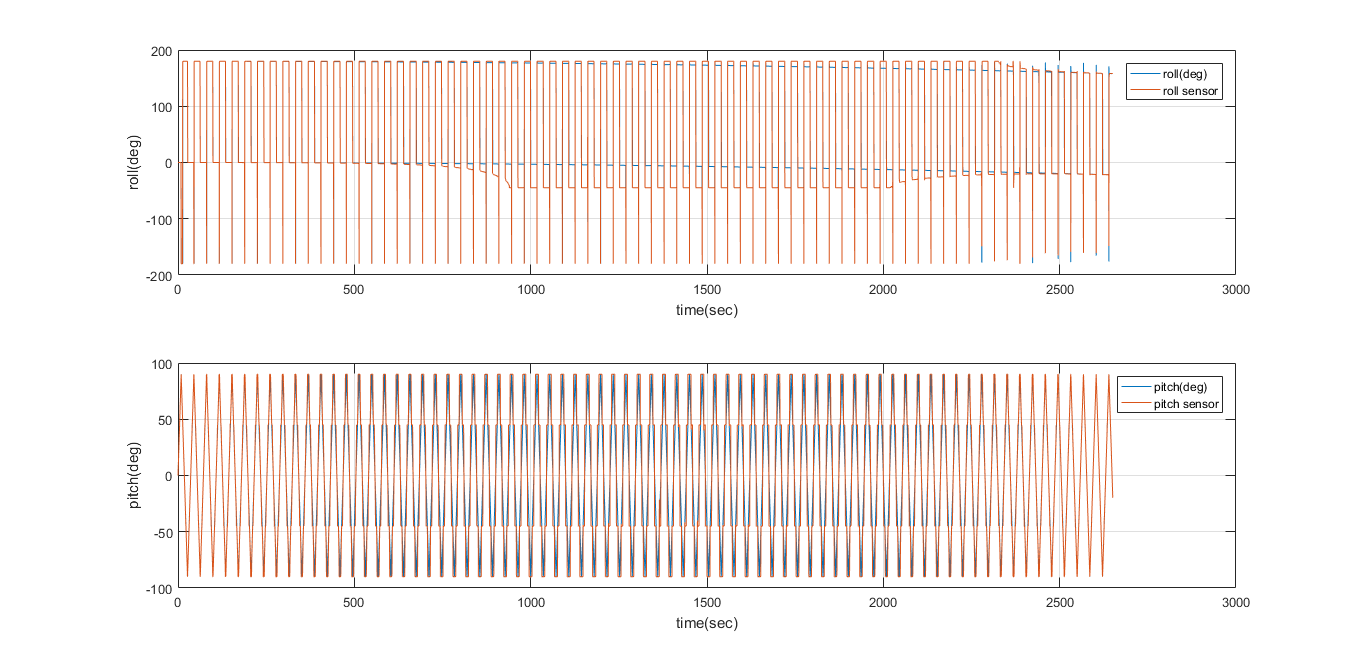 200
100
0
-100
-200
roll(deg)
roll(deg)
roll sensor
0 500 1000 1500 2000 2500 3000
time(sec)
100
50
0
-50
-100
pitch(deg)
pitch(deg)
pitch sensor
0 500 1000 1500 2000 2500 3000
time(sec)